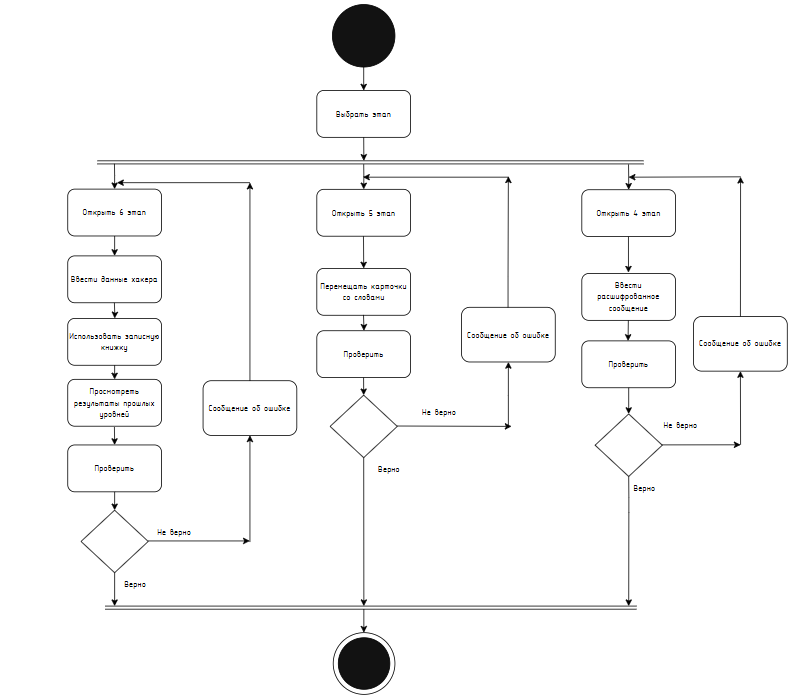 Выбрать этап
Открыть 6 этап
Ввести данные хакера
Использовать записную
книжку
Просмотреть
результаты прошлых
уровней
Проверить
Не верно
Верно
Сообщение об ошибке
Открыть 5 этап
Перемещать карточки
со словами
Проверить
Не верно
Верно
Сообщение об ошибке
Открыть 4 этап
Ввести
расшифрованное
сообщение
Проверить
Не верно
Верно
Сообщение об ошибке